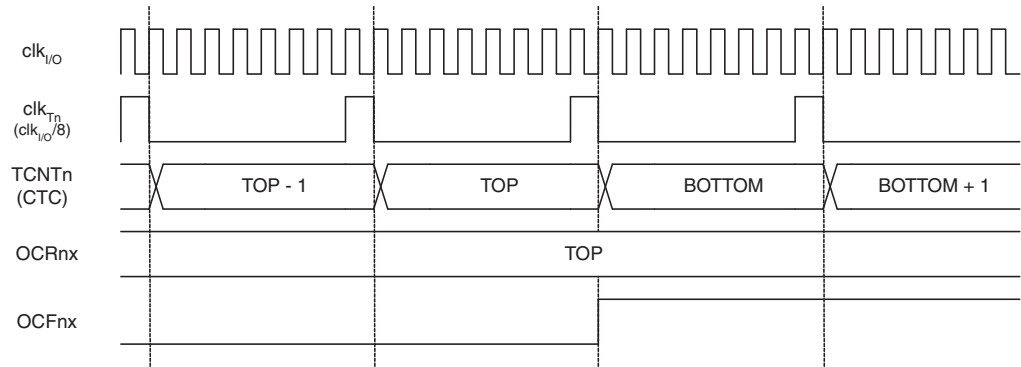 clkI/O
clkTn
(clkI/O/8)
TCNTn
(CTC)
TOP - 1
TOP
BOTTOM
BOTTOM + 1
OCRnx
TOP
OCFnx